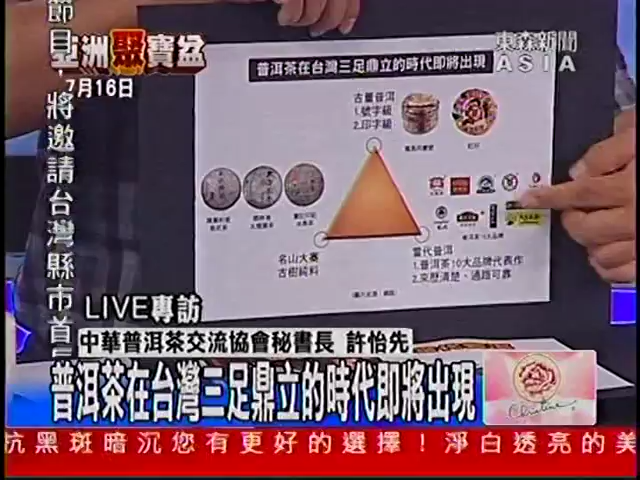 亞洲聚寶盆
7月16日
東森新聞
ASIA
節見，將邀請台灣縣市首長
普洱茶在台灣三足鼎立的時代即將出現
古董普洱
1.號字級
2.印字級
名山大寨
古樹純料
當代普洱
1.普洱茶10大品牌代表作
2.來歷清楚、通路可靠
LIVE專訪
中華普洱茶交流協會秘書長 許怡先
普洱茶在台灣三足鼎立的時代即將出現
Christine
抗黑斑暗沉您有更好的選擇！淨白透亮的美